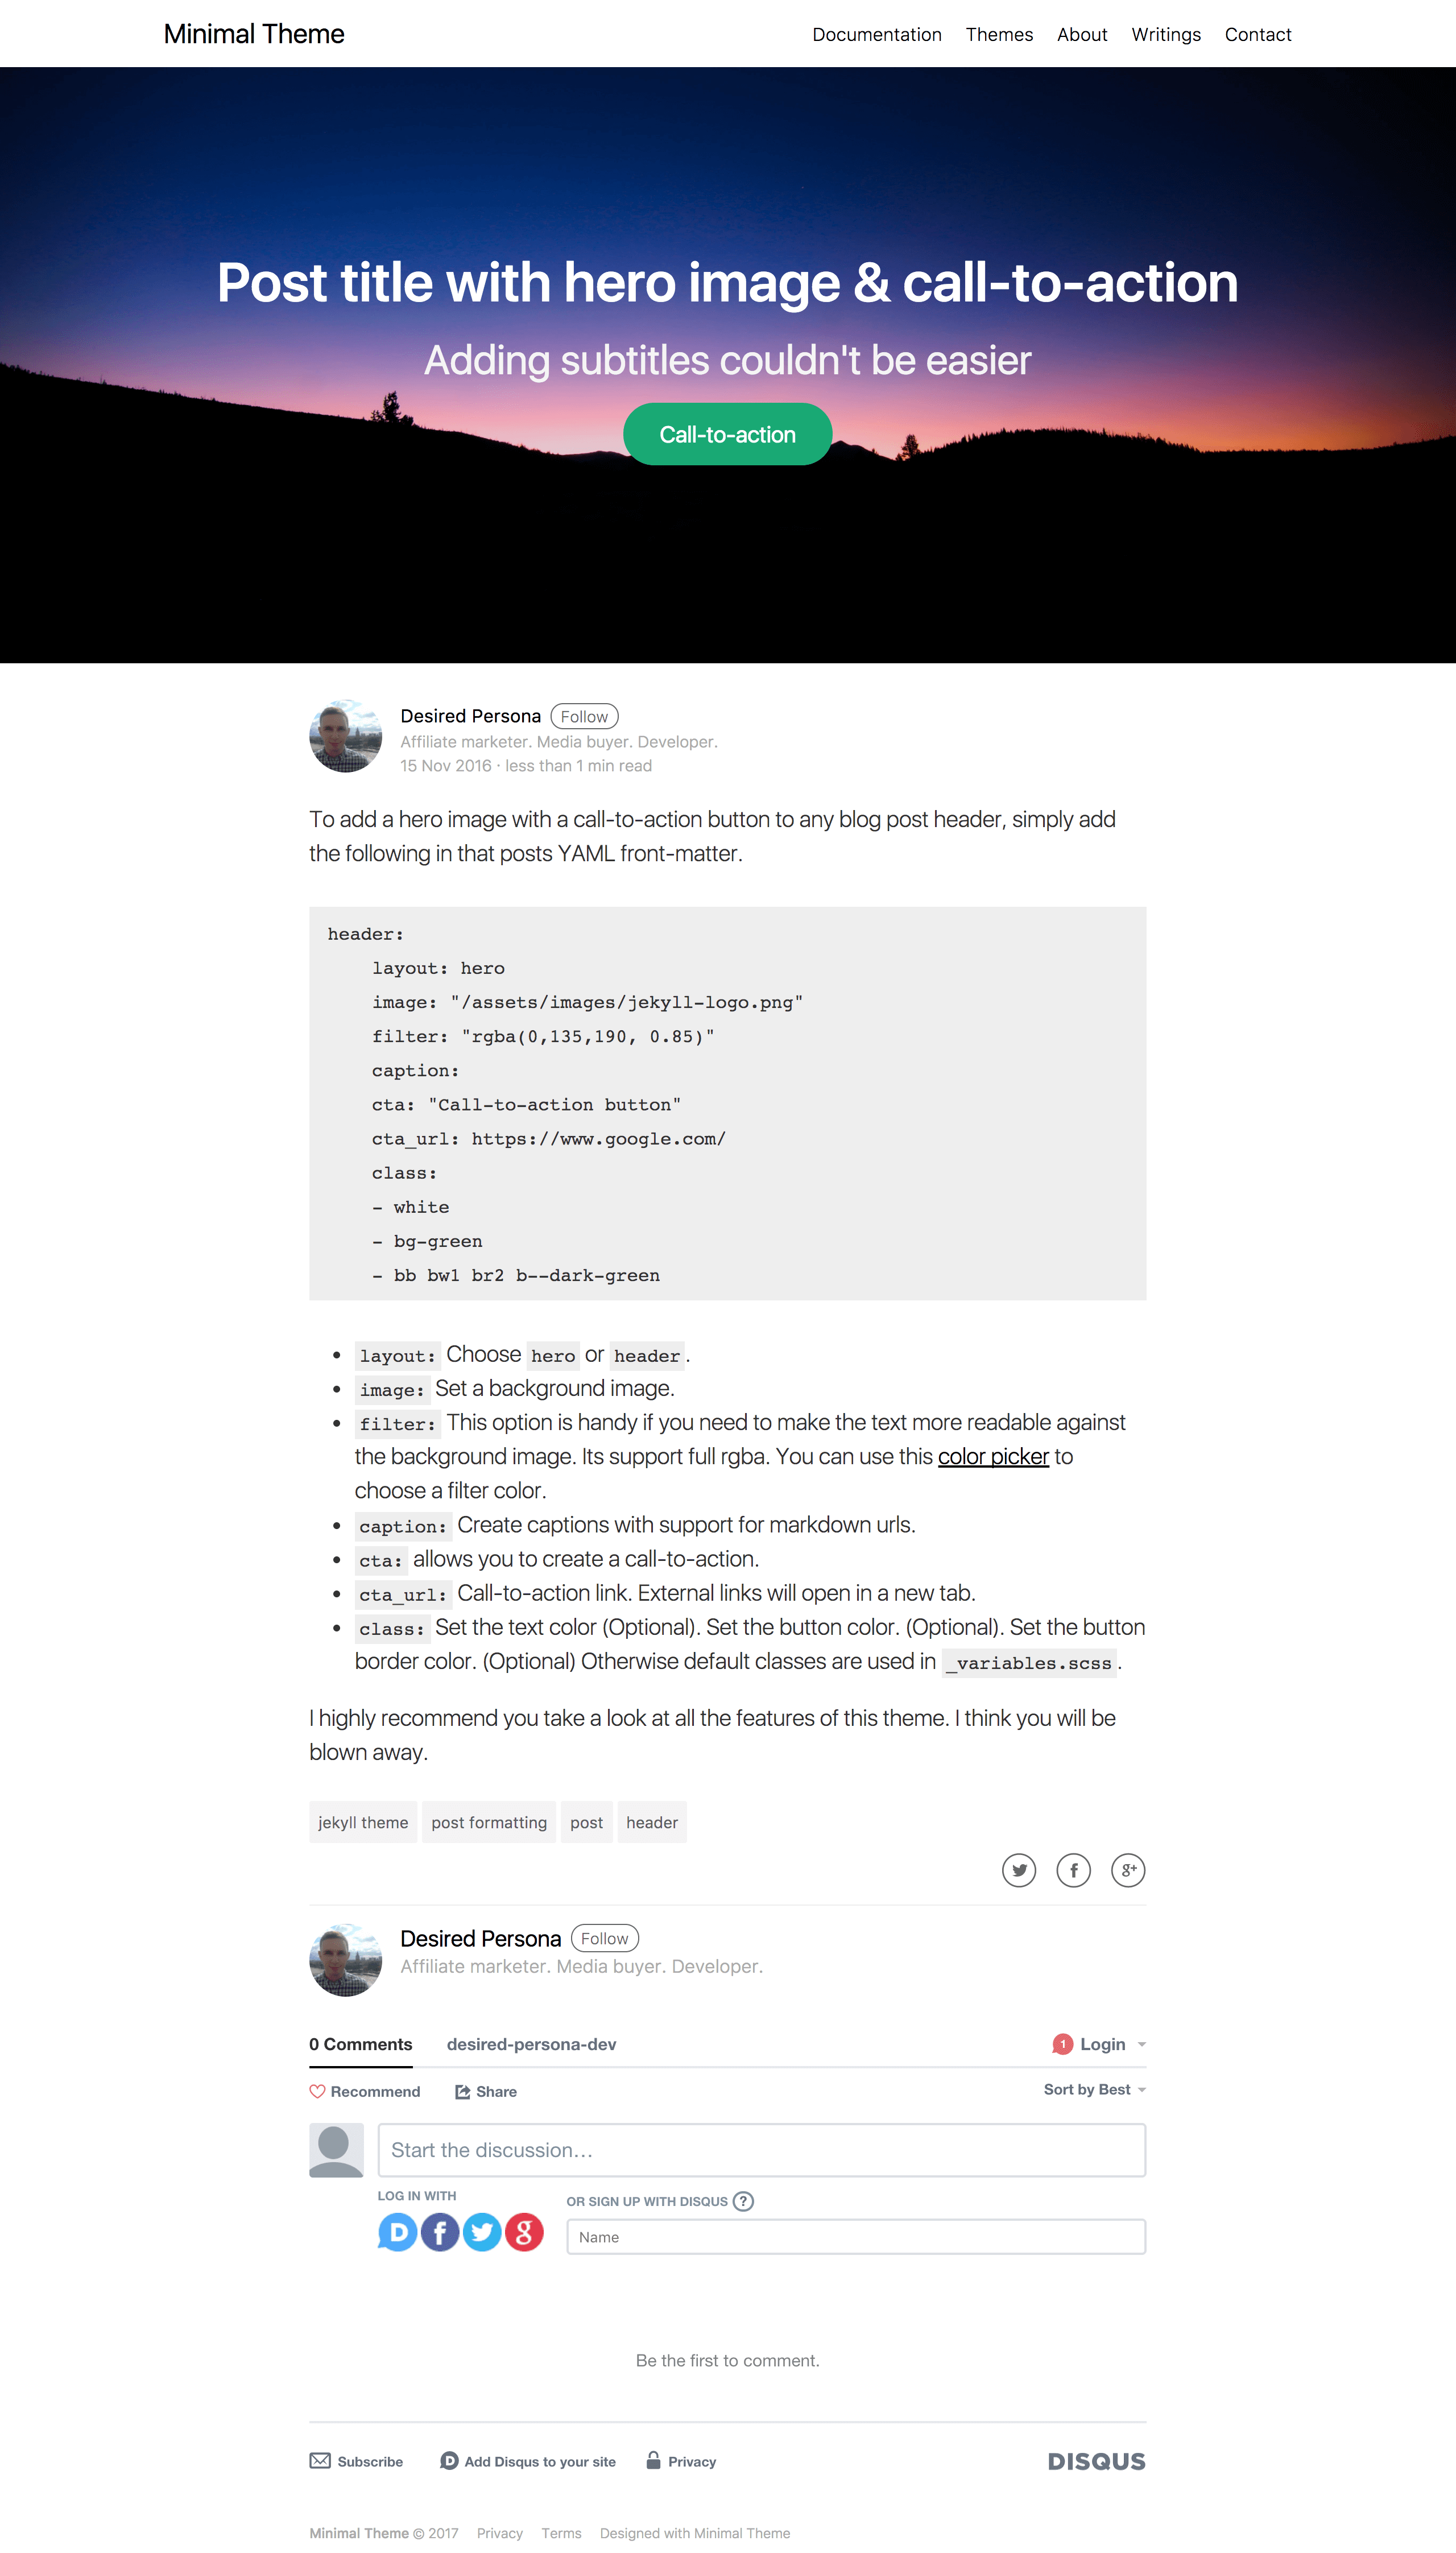 Minimal Theme
Documentation Themes About Writings Contact
Post title with hero image & call-to-action
Adding subtitles couldn't be easier
Call-to-action
Desired Persona Follow
Affiliate marketer. Media buyer. Developer.
15 Nov 2016 · less than 1 min read
To add a hero image with a call-to-action button to any blog post header, simply add
the following in that posts YAML front-matter.
header:
layout: hero
image: "/assets/images/jekyll-logo.png"
filter: "rgba(0,135,190, 0.85)"
caption:
cta: "Call-to-action button"
cta_url: https://www.google.com/
class:
- white
- bg-green
- bb bw1 br2 b--dark-green
• layout: Choose hero or header.
• image: Set a background image.
• filter: This option is handy if you need to make the text more readable against
the background image. Its support full rgba. You can use this color picker to
choose a filter color.
• caption: Create captions with support for markdown urls.
• cta: allows you to create a call-to-action.
• cta_url: Call-to-action link. External links will open in a new tab.
• class: Set the text color (Optional). Set the button color. (Optional). Set the button
border color. (Optional) Otherwise default classes are used in _variables.scss.
I highly recommend you take a look at all the features of this theme. I think you will be
blown away.
jekyll theme post formatting post header
Desired Persona Follow
Affiliate marketer. Media buyer. Developer.
0 Comments desired-persona-dev 1 Login
Recommend Share Sort by Best
Start the discussion…
LOG IN WITH
OR SIGN UP WITH DISQUS ?
Name
Be the first to comment.
Subscribe Add Disqus to your site Privacy DISQUS
Minimal Theme © 2017 Privacy Terms Designed with Minimal Theme